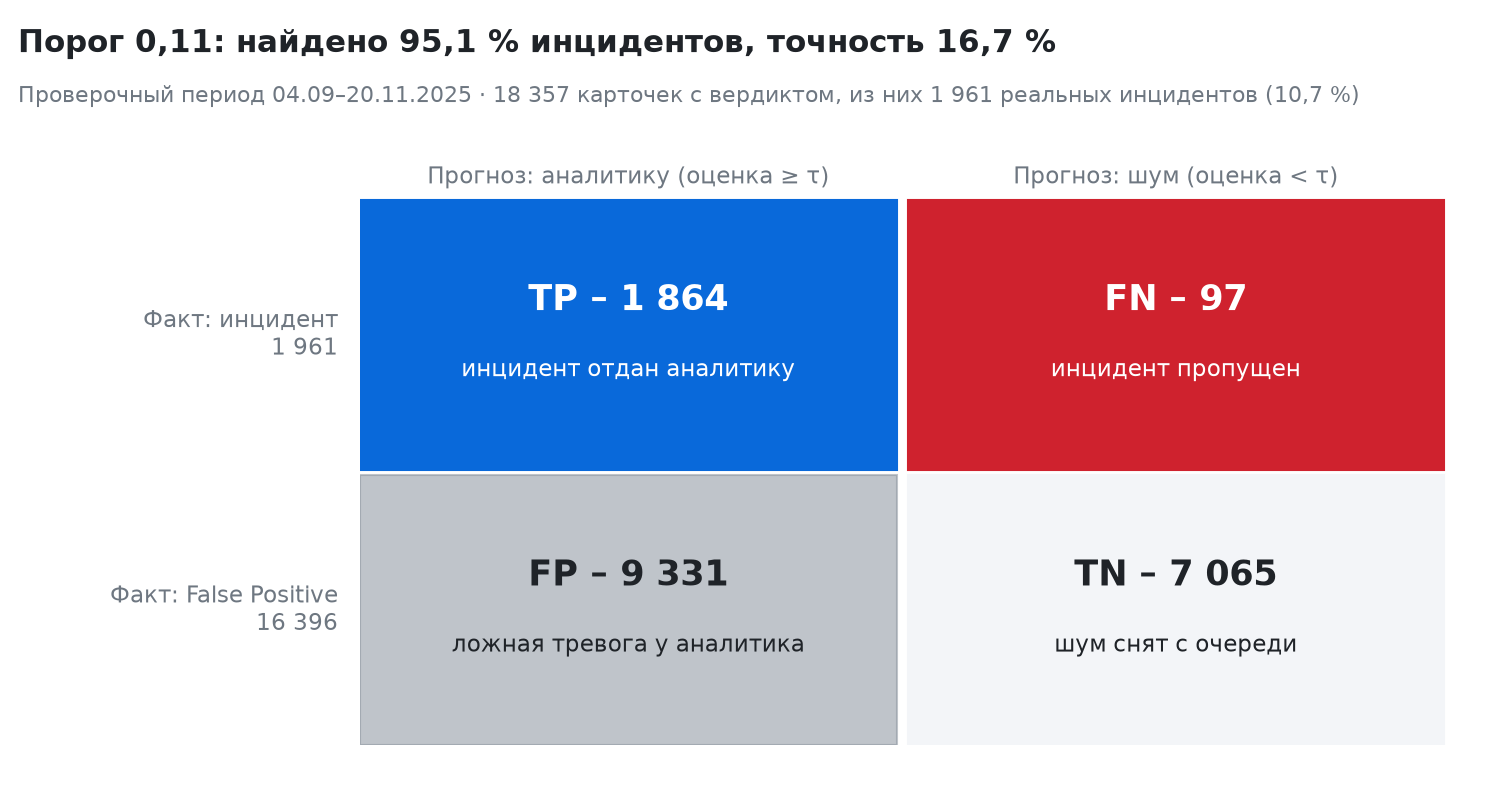 Порог 0,11: найдено 95,1 % инцидентов, точность 16,7 %
Проверочный период 04.09–20.11.2025 · 18 357 карточек с вердиктом, из них 1 961 реальных инцидентов (10,7 %)
Прогноз: аналитику (оценка ≥ τ)
Прогноз: шум (оценка < τ)
Факт: инцидент
1 961
TP – 1 864
инцидент отдан аналитику
FN – 97
инцидент пропущен
Факт: False Positive
16 396
FP – 9 331
ложная тревога у аналитика
TN – 7 065
шум снят с очереди